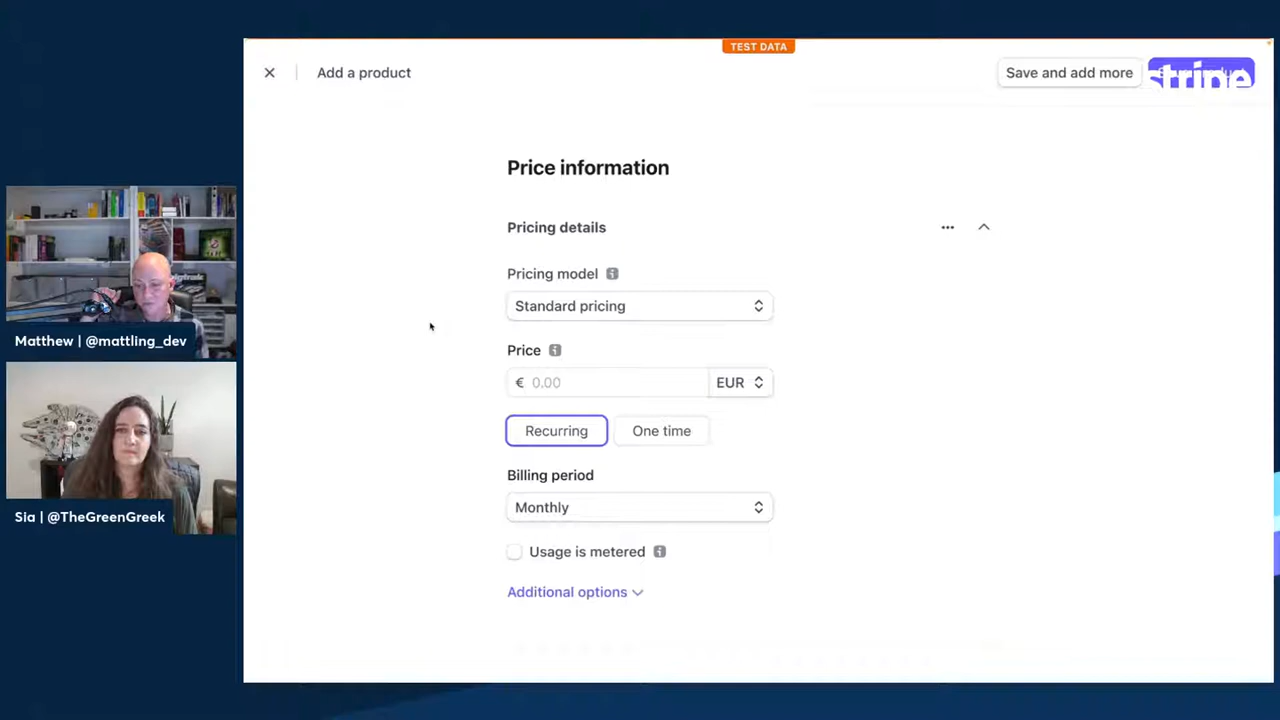 TEST DATA
Add a product
Save and add more
stripe
Price information
Pricing details
Pricing model
Standard pricing
Price
€ 0.00
EUR
Recurring
One time
Billing period
Monthly
Usage is metered
Additional options
Matthew | @mattling_dev
Sia | @TheGreenGreek